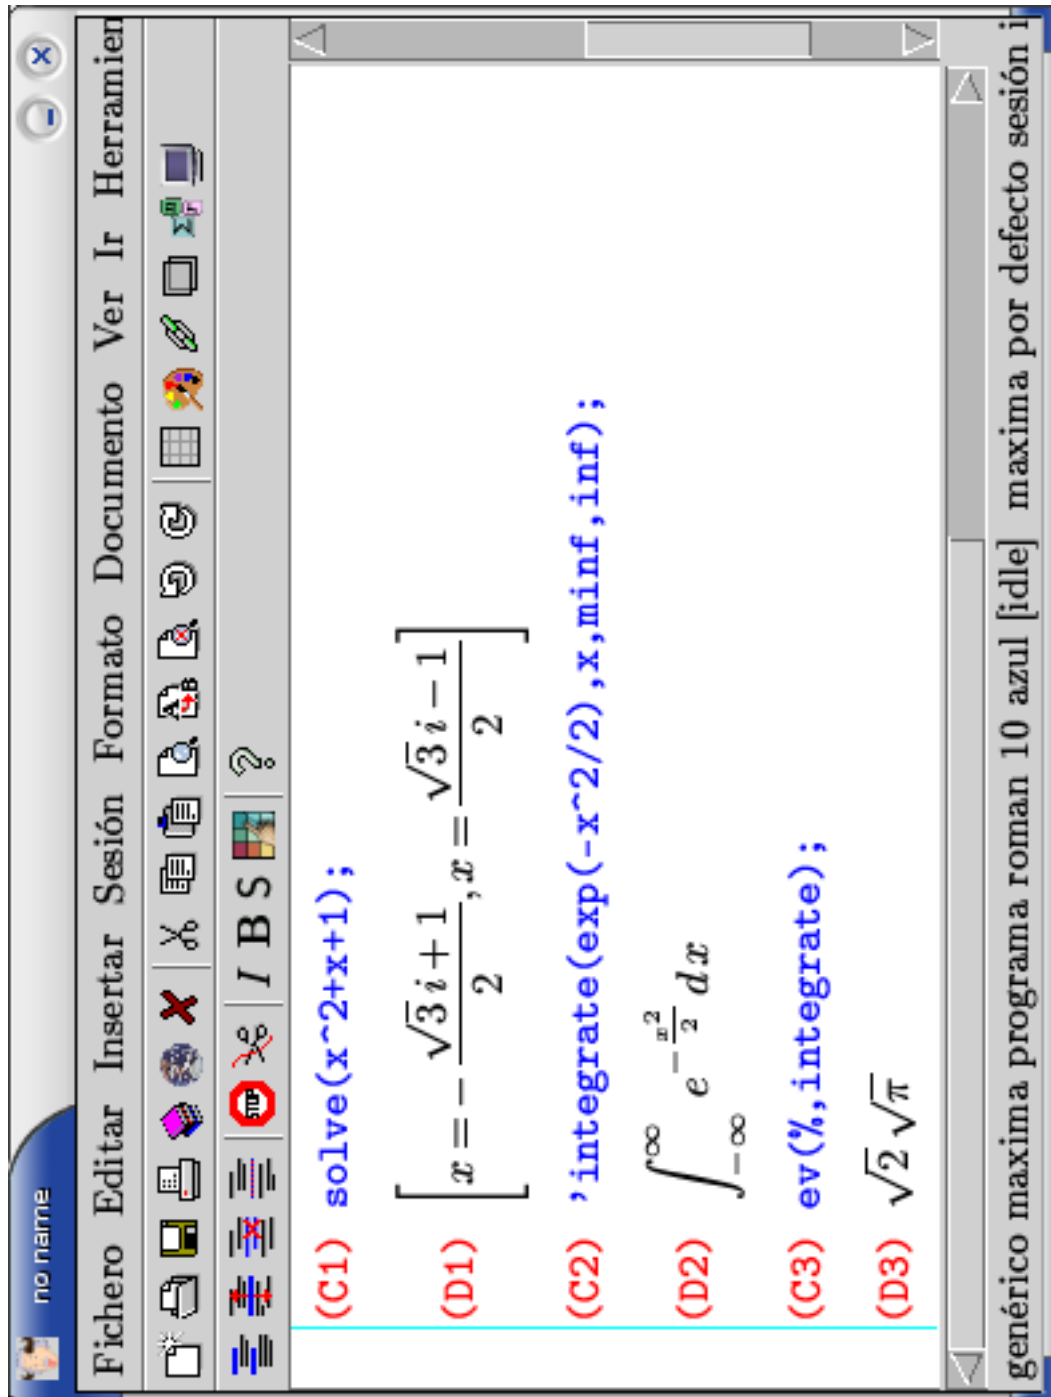 no name
Fichero Editar Insertar Sesión Formato Documento Ver Ir Herramien
I B S ?
(C1) solve(x^2+x+1);
(D1) [x = -(√3 i + 1)/2, x = (√3 i - 1)/2]
(C2) 'integrate(exp(-x^2/2),x,minf,inf);
(D2) ∫_{-∞}^{∞} e^{-x^2/2} dx
(C3) ev(%,integrate);
(D3) √2 √π
genérico maxima programa roman 10 azul [idle] maxima por defecto sesión i